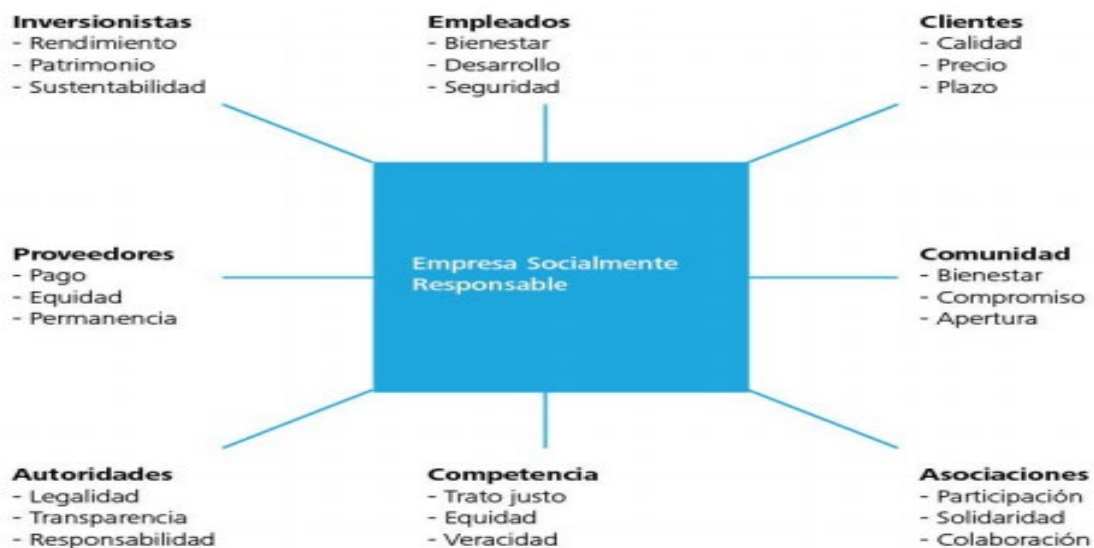 Inversionistas
- Rendimiento
- Patrimonio
- Sustentabilidad
Empleados
- Bienestar
- Desarrollo
- Seguridad
Clientes
- Calidad
- Precio
- Plazo
Proveedores
- Pago
- Equidad
- Permanencia
Empresa Socialmente
Responsable
Comunidad
- Bienestar
- Compromiso
- Apertura
Autoridades
- Legalidad
- Transparencia
- Responsabilidad
Competencia
- Trato justo
- Equidad
- Veracidad
Asociaciones
- Participación
- Solidaridad
- Colaboración